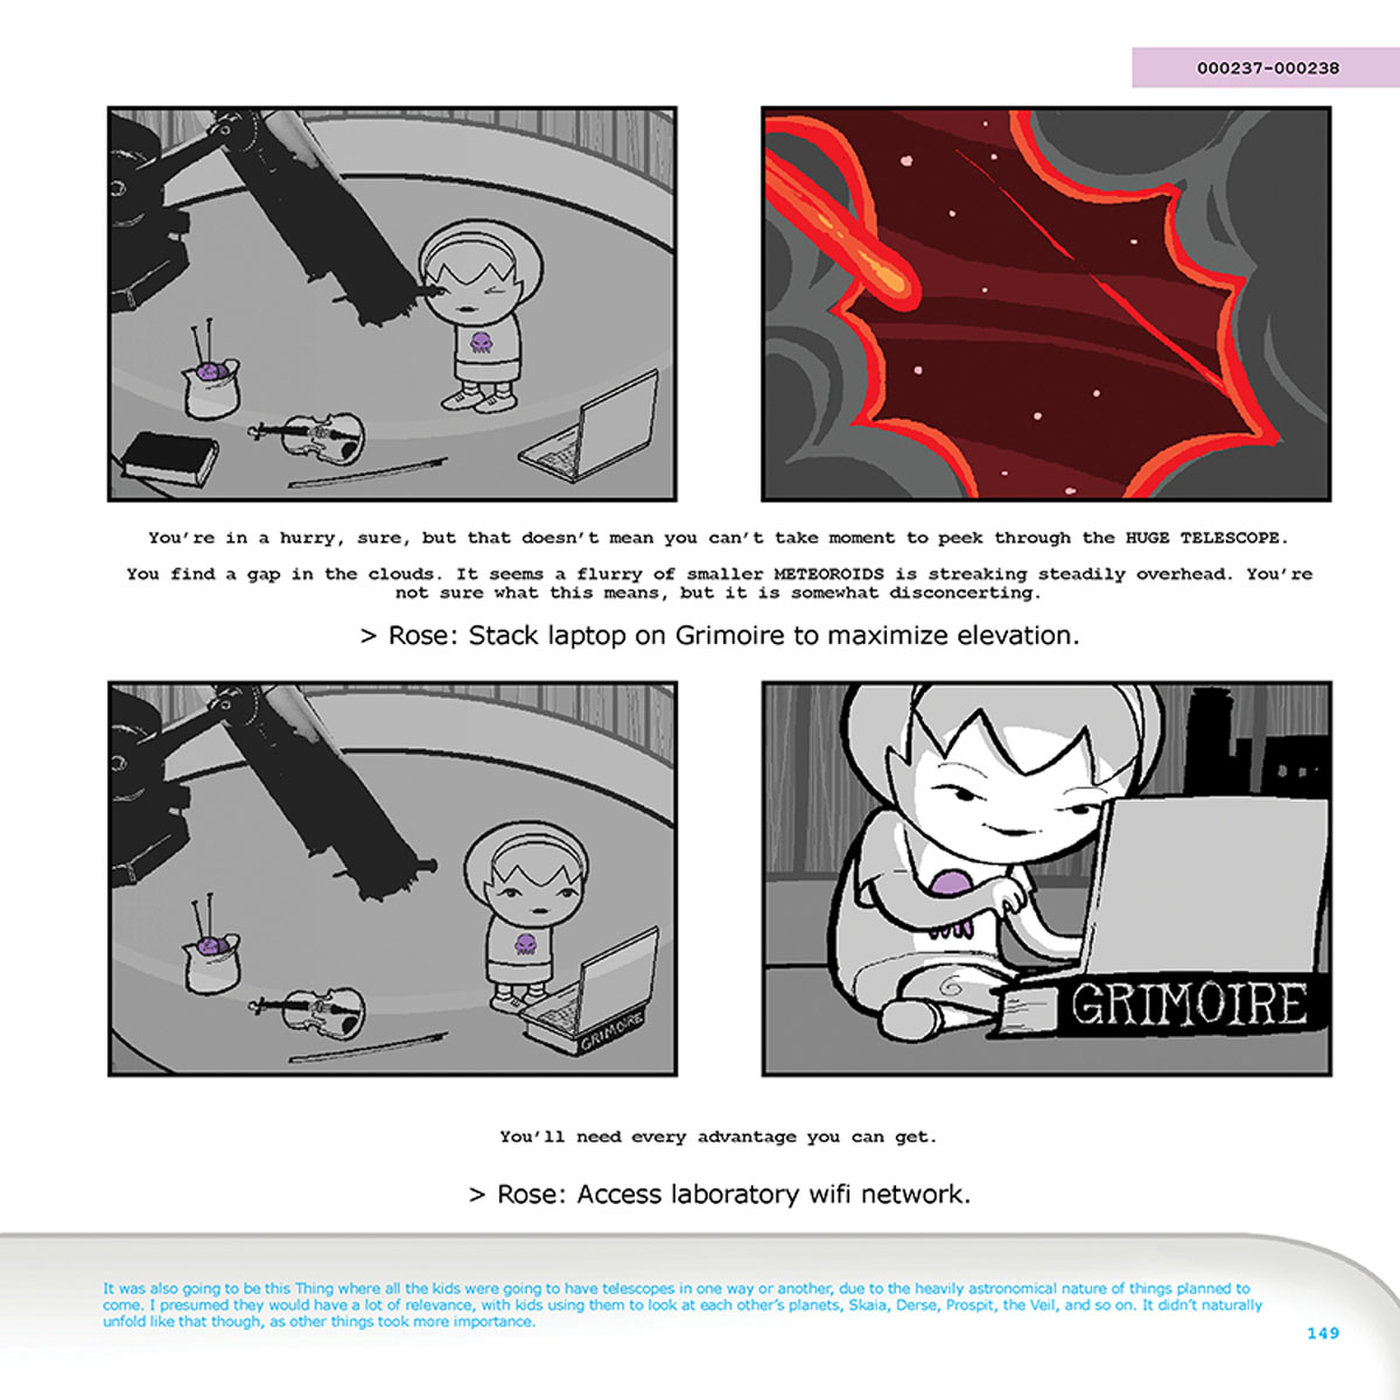 000237-000238
You're in a hurry, sure, but that doesn't mean you can't take moment to peek through the HUGE TELESCOPE.
You find a gap in the clouds. It seems a flurry of smaller METEOROIDS is streaking steadily overhead. You're
not sure what this means, but it is somewhat disconcerting.
> Rose: Stack laptop on Grimoire to maximize elevation.
GRIMOIRE
GRIMOIRE
You'll need every advantage you can get.
> Rose: Access laboratory wifi network.
It was also going to be this Thing where all the kids were going to have telescopes in one way or another, due to the heavily astronomical nature of things planned to
come. I presumed they would have a lot of relevance, with kids using them to look at each other's planets, Skaia, Derse, Prospit, the Veil, and so on. It didn't naturally
unfold like that though, as other things took more importance.
149